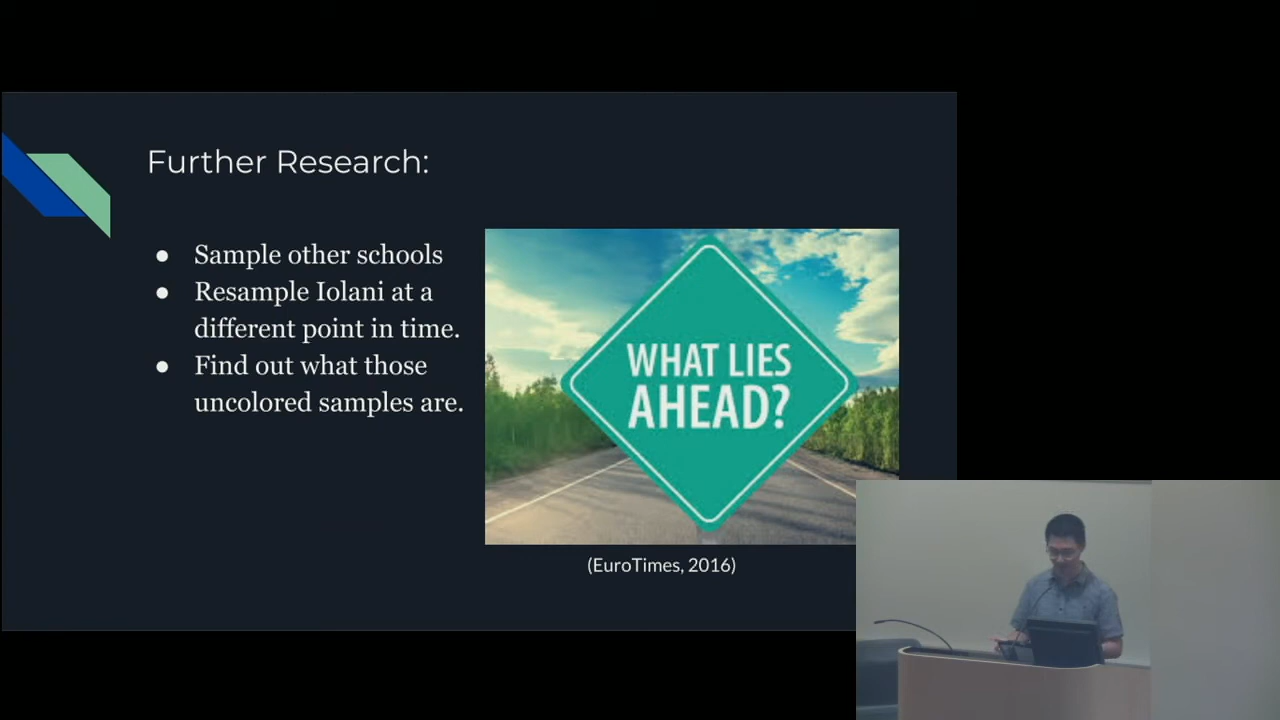 Further Research:
● Sample other schools
● Resample Iolani at a
different point in time.
● Find out what those
uncolored samples are.
WHAT LIES
AHEAD?
(EuroTimes, 2016)